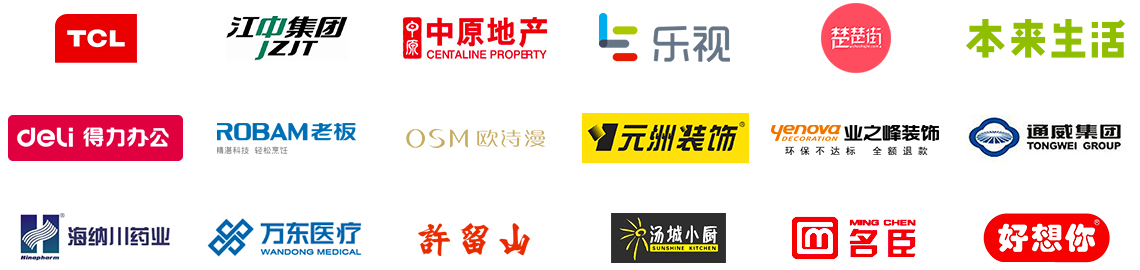 TCL
江中集团
JZJT
中原
中原地产
CENTALINE PROPERTY
乐视
楚楚街
本来生活
deli 得力办公
ROBAM老板
精湛科技 轻松烹饪
OSM 欧诗漫
元洲装饰®
yenova
DECORATION
业之峰装饰
环保不达标 全额退款
通威集团
TONGWEI GROUP
Hinapharm
®
海纳川药业
万东医疗
WANDONG MEDICAL
許留山
汤城小厨
SUNSHINE KITCHEN
MING CHEN
名臣
好想你®